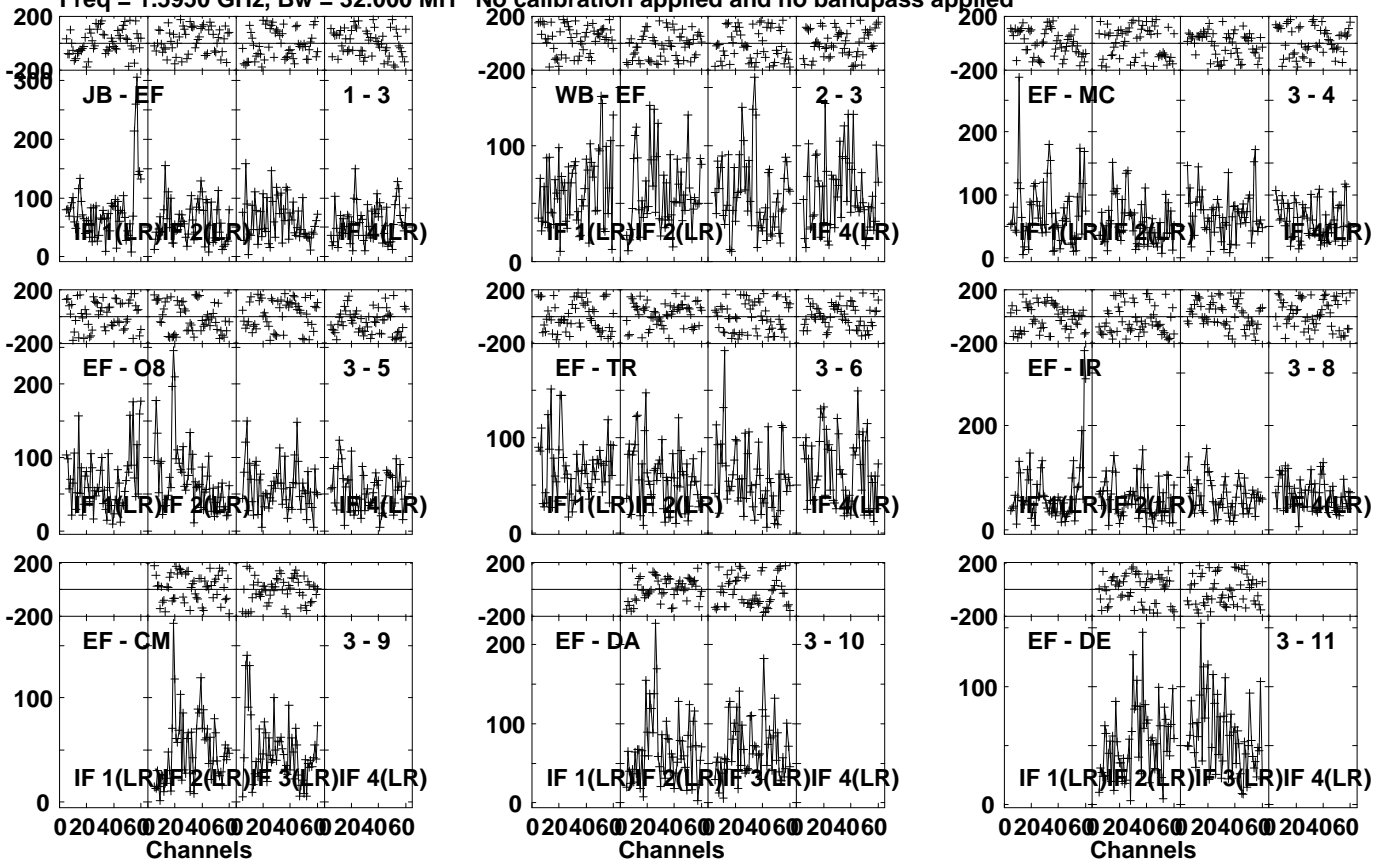 Freq = 1.5950 GHz, Bw = 32.000 MH No calibration applied and no bandpass applied
200
-200
300
200
100
0
JB - EF 1 - 3
IF 1(LR) IF 2(LR) IF 4(LR)
100
0
WB - EF 2 - 3
IF 1(LR) IF 2(LR) IF 4(LR)
200
-200
200
100
0
EF - MC 3 - 4
IF 1(LR) IF 2(LR) IF 4(LR)
200
-200
200
100
0
EF - O8 3 - 5
IF 1(LR) IF 2(LR) IF 4(LR)
200
-200
100
0
EF - TR 3 - 6
IF 1(LR) IF 2(LR) IF 4(LR)
200
-200
200
0
EF - IR 3 - 8
IF 1(LR) IF 2(LR) IF 4(LR)
200
-200
100
0
EF - CM 3 - 9
IF 1(LR) IF 2(LR) IF 3(LR) IF 4(LR)
0 20 40 60 0 20 40 60 0 20 40 60 0 20 40 60
Channels
200
-200
200
100
0
EF - DA 3 - 10
IF 1(LR) IF 2(LR) IF 3(LR) IF 4(LR)
0 20 40 60 0 20 40 60 0 20 40 60 0 20 40 60
Channels
200
-200
100
0
EF - DE 3 - 11
IF 1(LR) IF 2(LR) IF 3(LR) IF 4(LR)
0 20 40 60 0 20 40 60 0 20 40 60 0 20 40 60
Channels